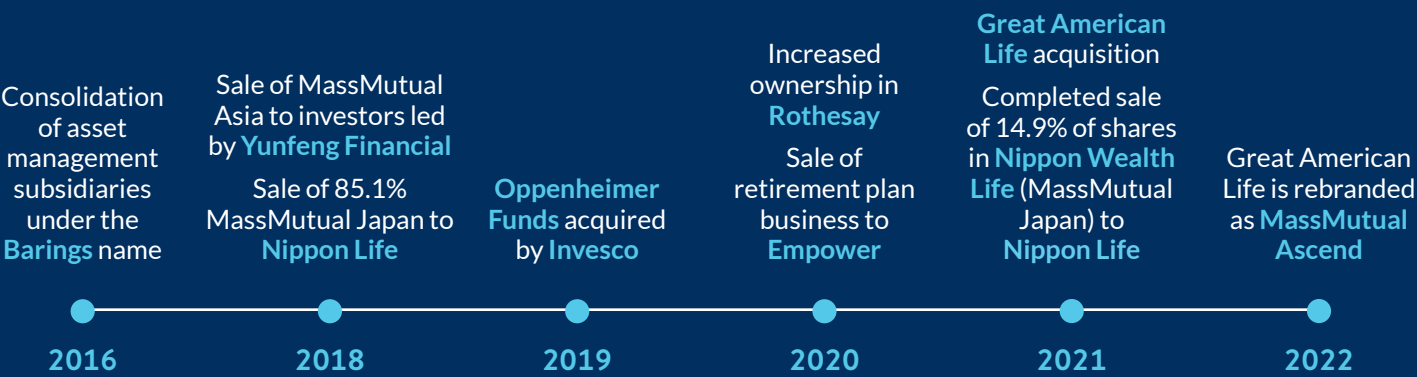 Consolidation
of asset
management
subsidiaries
under the
Barings name
2016
Sale of MassMutual
Asia to investors led
by Yunfeng Financial
Sale of 85.1%
MassMutual Japan to
Nippon Life
2018
Oppenheimer
Funds acquired
by Invesco
2019
Increased
ownership in
Rothesay
Sale of
retirement plan
business to
Empower
2020
Great American
Life acquisition
Completed sale
of 14.9% of shares
in Nippon Wealth
Life (MassMutual
Japan) to
Nippon Life
2021
Great American
Life is rebranded
as MassMutual
Ascend
2022